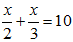 x/2 + x/3 = 10